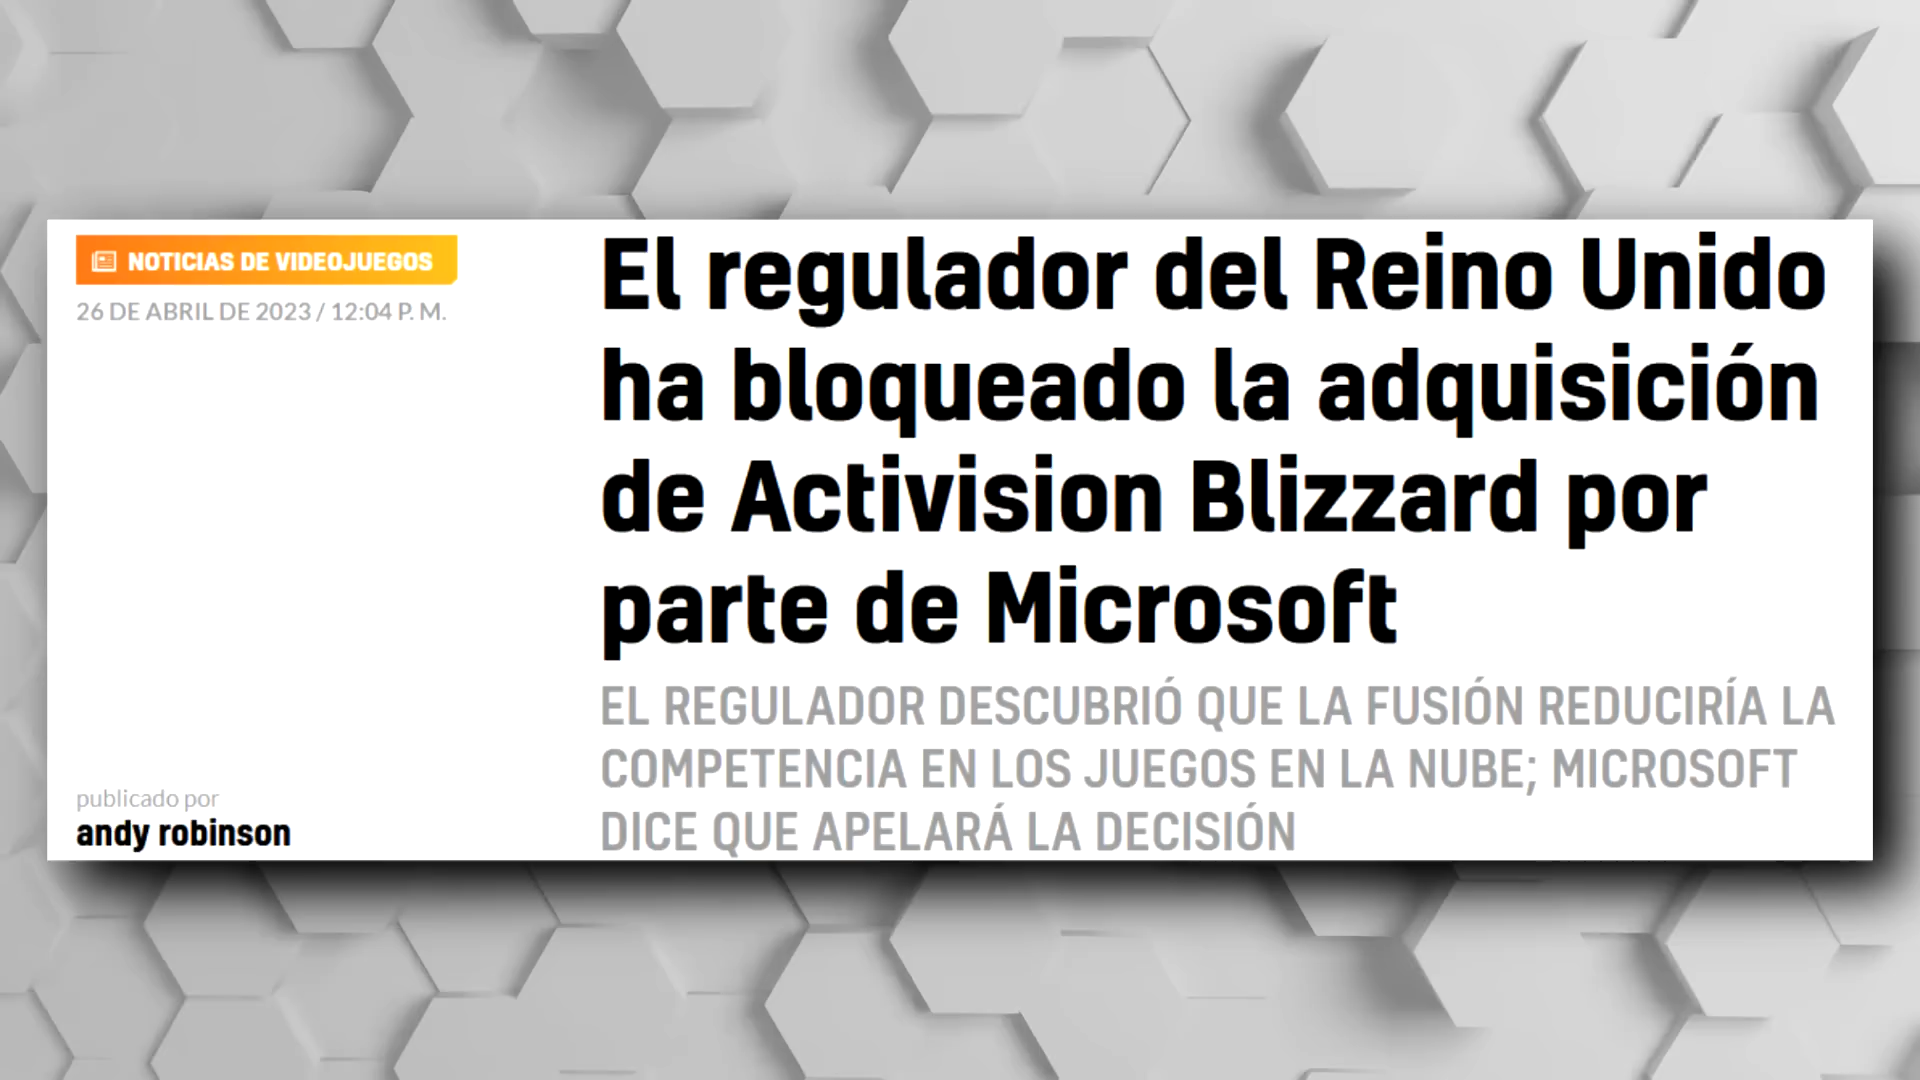 NOTICIAS DE VIDEOJUEGOS
26 DE ABRIL DE 2023 / 12:04 P. M.
El regulador del Reino Unido
ha bloqueado la adquisición
de Activision Blizzard por
parte de Microsoft
EL REGULADOR DESCUBRIÓ QUE LA FUSIÓN REDUCIRÍA LA
COMPETENCIA EN LOS JUEGOS EN LA NUBE; MICROSOFT
DICE QUE APELARÁ LA DECISIÓN
publicado por
andy robinson